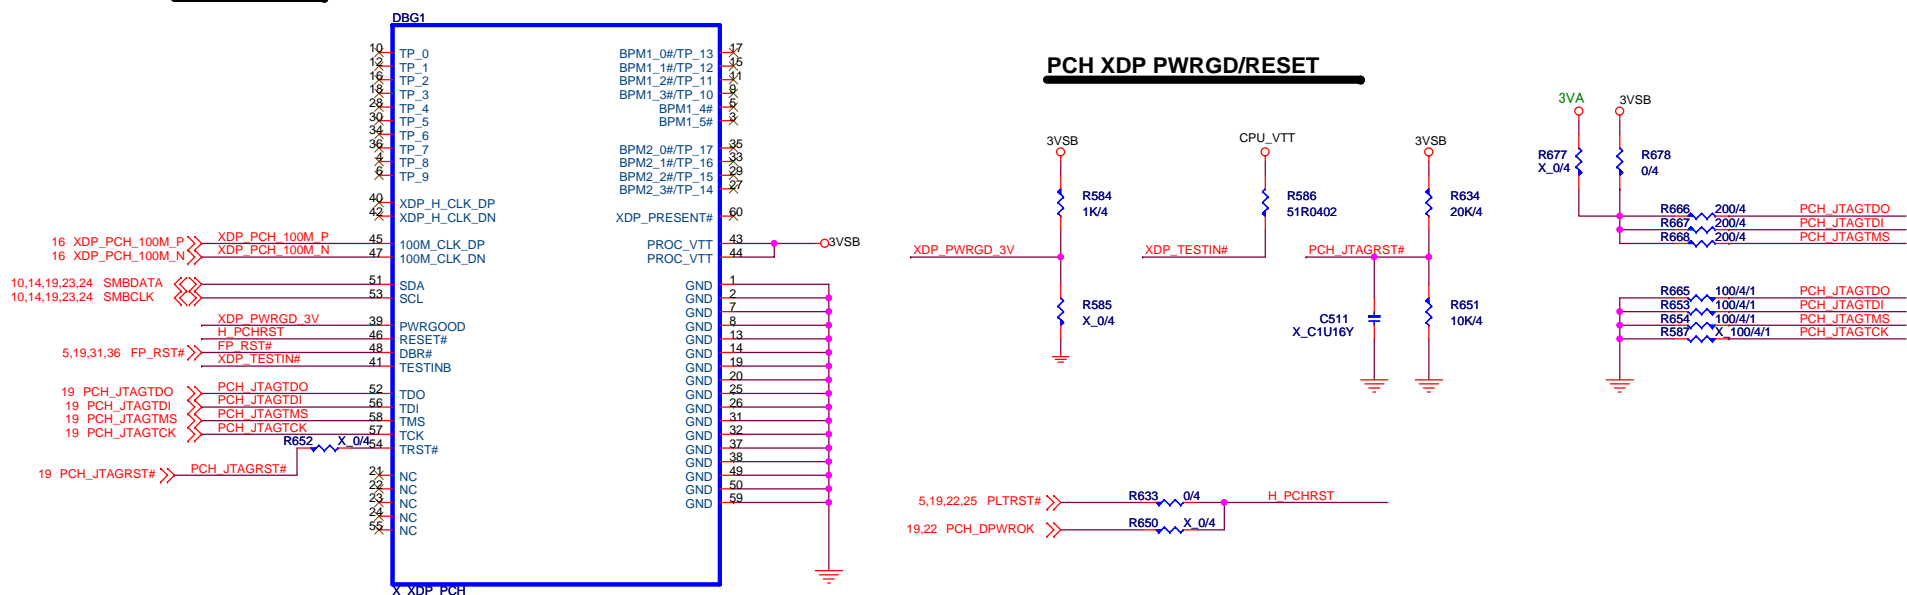 DBG1
10 TP_0 BPM1_0#/TP_13 17
12 TP_1 BPM1_1#/TP_12 15
16 TP_2 BPM1_2#/TP_11 11
18 TP_3 BPM1_3#/TP_10 9
28 TP_4 BPM1_4# 5
30 TP_5 BPM1_5# 3
34 TP_6
36 TP_7 BPM2_0#/TP_17 35
4 TP_8 BPM2_1#/TP_16 33
6 TP_9 BPM2_2#/TP_15 29
BPM2_3#/TP_14 27
40 XDP_H_CLK_DP
42 XDP_H_CLK_DN XDP_PRESENT# 60
16 XDP_PCH_100M_P XDP_PCH_100M_P 45 100M_CLK_DP PROC_VTT 43 3VSB
16 XDP_PCH_100M_N XDP_PCH_100M_N 47 100M_CLK_DN PROC_VTT 44
10,14,19,23,24 SMBDATA 51 SDA GND 1
10,14,19,23,24 SMBCLK 53 SCL GND 2
GND 7
XDP_PWRGD_3V 39 PWRGOOD GND 8
H_PCHRST 46 RESET# GND 13
5,19,31,36 FP_RST# FP_RST# 48 DBR# GND 14
XDP_TESTIN# 41 TESTINB GND 19
GND 20
19 PCH_JTAGTDO PCH_JTAGTDO 52 TDO GND 25
19 PCH_JTAGTDI PCH_JTAGTDI 56 TDI GND 26
19 PCH_JTAGTMS PCH_JTAGTMS 58 TMS GND 31
19 PCH_JTAGTCK PCH_JTAGTCK 57 TCK GND 32
R652 X_0/4 54 TRST# GND 37
GND 38
19 PCH_JTAGRST# PCH_JTAGRST# 21 NC GND 49
22 NC GND 50
23 NC GND 59
24 NC
55 NC
X_XDP_PCH
PCH XDP PWRGD/RESET
3VSB
R584
1K/4
XDP_PWRGD_3V
R585
X_0/4
CPU_VTT
R586
51R0402
XDP_TESTIN#
3VSB
R634
20K/4
PCH_JTAGRST#
C511
X_C1U16Y
R651
10K/4
5,19,22,25 PLTRST# R633 0/4 H_PCHRST
19,22 PCH_DPWROK R650 X_0/4
3VA 3VSB
R677 R678
X_0/4 0/4
R666 200/4 PCH_JTAGTDO
R667 200/4 PCH_JTAGTDI
R668 200/4 PCH_JTAGTMS
R665 100/4/1 PCH_JTAGTDO
R653 100/4/1 PCH_JTAGTDI
R654 100/4/1 PCH_JTAGTMS
R587 X_100/4/1 PCH_JTAGTCK